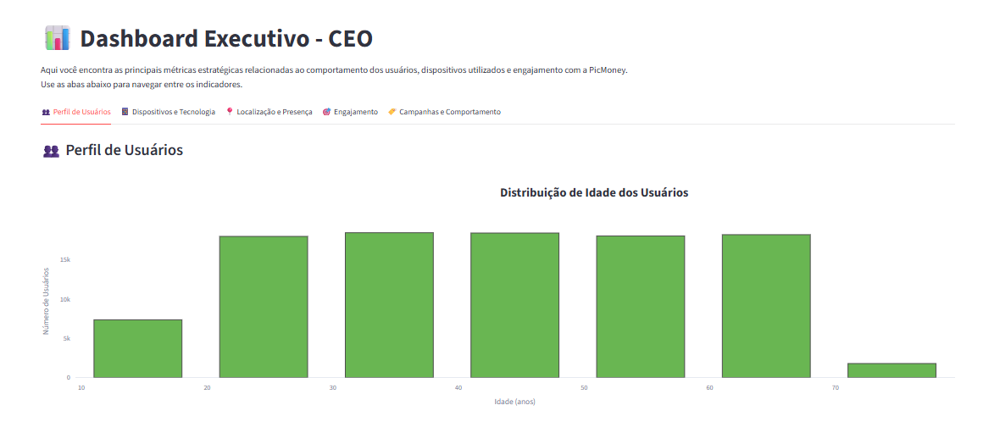 Dashboard Executivo - CEO
Aqui você encontra as principais métricas estratégicas relacionadas ao comportamento dos usuários, dispositivos utilizados e engajamento com a PicMoney.
Use as abas abaixo para navegar entre os indicadores.
Perfil de Usuários Dispositivos e Tecnologia Localização e Presença Engajamento Campanhas e Comportamento
Perfil de Usuários
Distribuição de Idade dos Usuários
Número de Usuários
15k
10k
5k
0
10 20 30 40 50 60 70
Idade (anos)